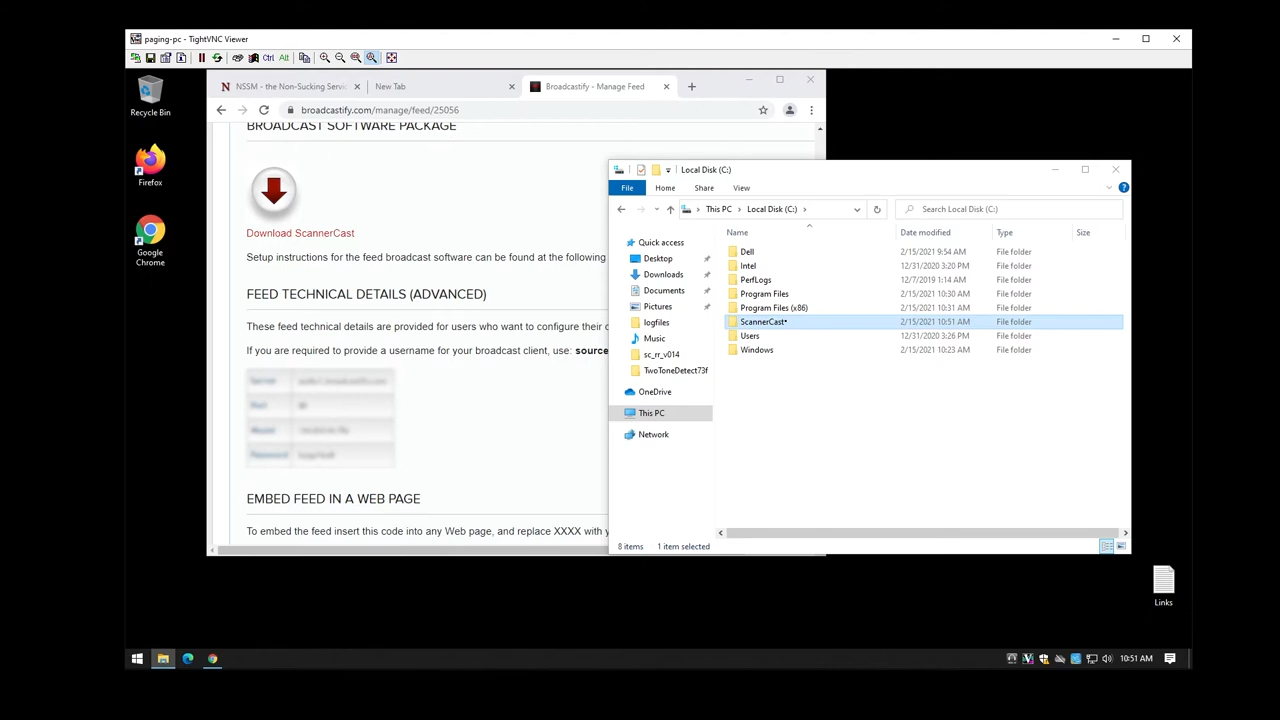 paging-pc - TightVNC Viewer
Ctrl Alt
Recycle Bin
Firefox
Google
Chrome
NSSM - the Non-Sucking Servic
New Tab
Broadcastify - Manage Feed
broadcastify.com/manage/feed/25056
BROADCAST SOFTWARE PACKAGE
Download ScannerCast
Setup instructions for the feed broadcast software can be found at the following
FEED TECHNICAL DETAILS (ADVANCED)
These feed technical details are provided for users who want to configure their
If you are required to provide a username for your broadcast client, use: source
EMBED FEED IN A WEB PAGE
To embed the feed insert this code into any Web page, and replace XXXX with
Local Disk (C:)
File Home Share View
This PC Local Disk (C:)
Search Local Disk (C:)
Quick access
Desktop
Downloads
Documents
Pictures
logfiles
Music
sc_rr_v014
TwoToneDetect73f
OneDrive
This PC
Network
Name Date modified Type Size
Dell 2/15/2021 9:54 AM File folder
Intel 12/31/2020 3:20 PM File folder
PerfLogs 12/7/2019 1:14 AM File folder
Program Files 2/15/2021 10:30 AM File folder
Program Files (x86) 2/15/2021 10:31 AM File folder
ScannerCast 2/15/2021 10:51 AM File folder
Users 12/31/2020 3:26 PM File folder
Windows 2/15/2021 10:23 AM File folder
8 items 1 item selected
Links
10:51 AM